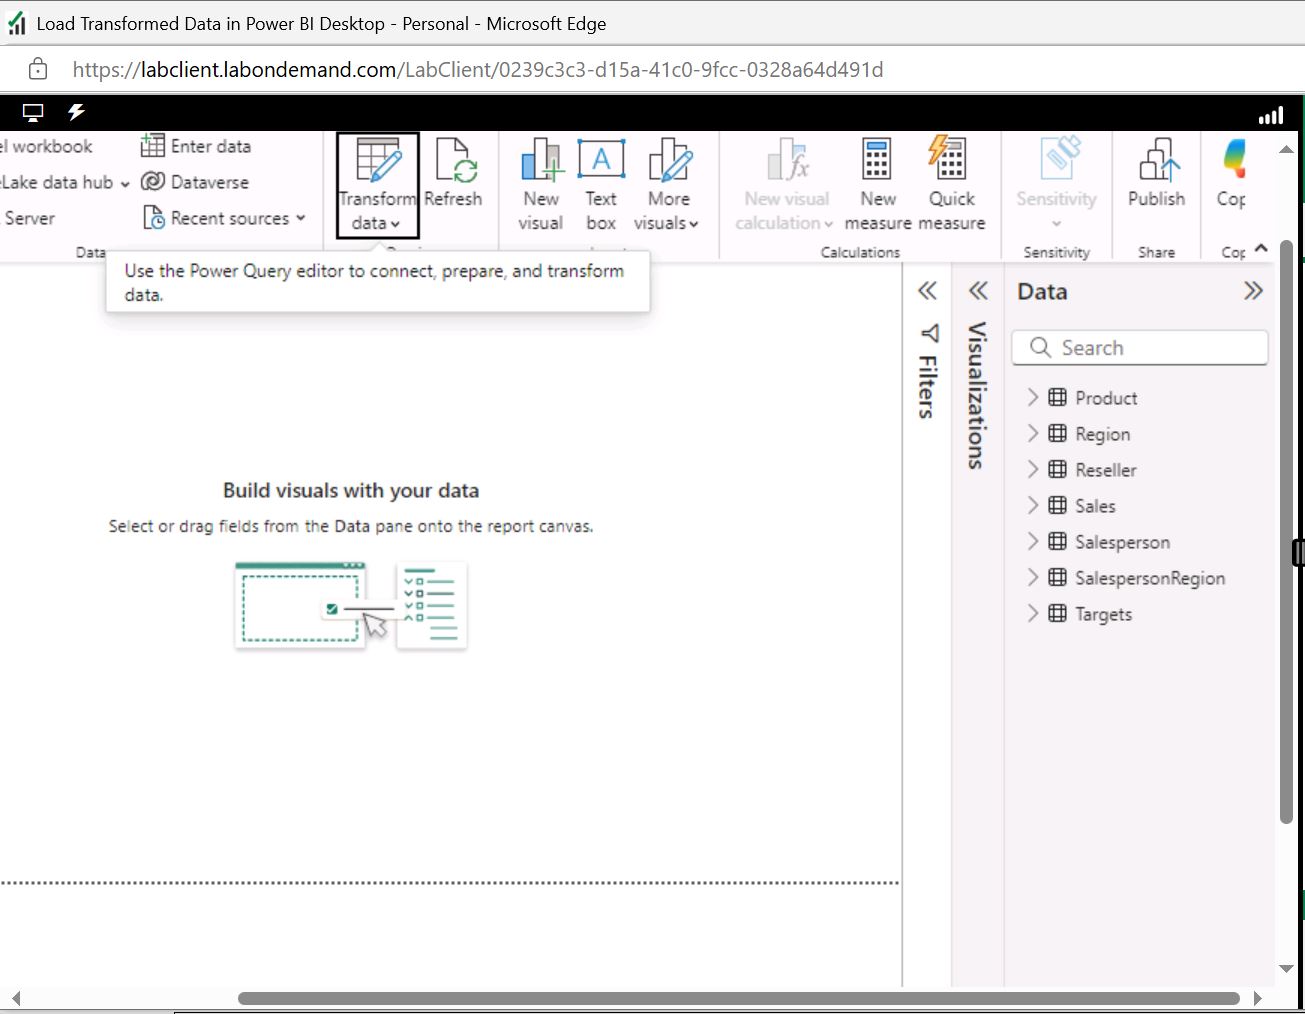 Load Transformed Data in Power BI Desktop - Personal - Microsoft Edge
https://labclient.labondemand.com/LabClient/0239c3c3-d15a-41c0-9fcc-0328a64d491d
el workbook
Lake data hub
Server
Enter data
Dataverse
Recent sources
Transform
data
Refresh
New
visual
Text
box
More
visuals
New visual
calculation
New
measure
Quick
measure
Sensitivity
Publish
Cop
Data
Calculations
Sensitivity
Share
Cop
Use the Power Query editor to connect, prepare, and transform
data.
Filters
Visualizations
Data
Search
Product
Region
Reseller
Sales
Salesperson
SalespersonRegion
Targets
Build visuals with your data
Select or drag fields from the Data pane onto the report canvas.